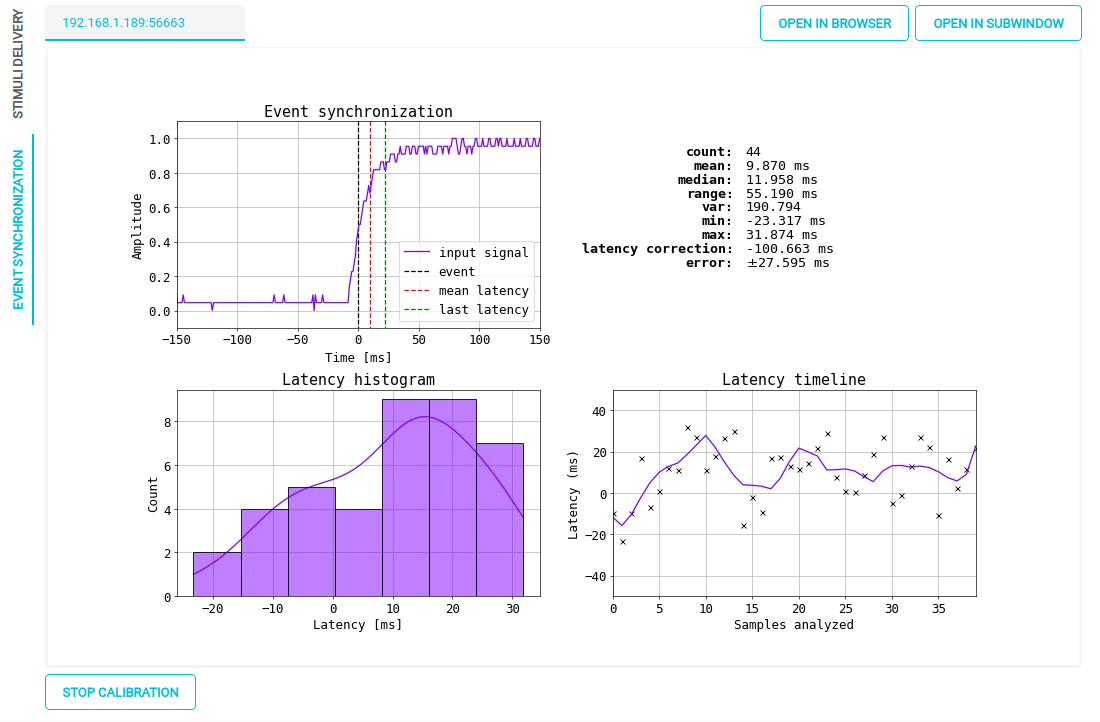 STIMULI DELIVERY
EVENT SYNCHRONIZATION
192.168.1.189:56663
OPEN IN BROWSER
OPEN IN SUBWINDOW
Event synchronization
Amplitude
1.0
0.8
0.6
0.4
0.2
0.0
input signal
event
mean latency
last latency
−150 −100 −50 0 50 100 150
Time [ms]
count: 44
mean: 9.870 ms
median: 11.958 ms
range: 55.190 ms
var: 190.794
min: -23.317 ms
max: 31.874 ms
latency correction: -100.663 ms
error: ±27.595 ms
Latency histogram
Count
8
6
4
2
0
−20 −10 0 10 20 30
Latency [ms]
Latency timeline
Latency (ms)
40
20
0
−20
−40
0 5 10 15 20 25 30 35
Samples analyzed
STOP CALIBRATION